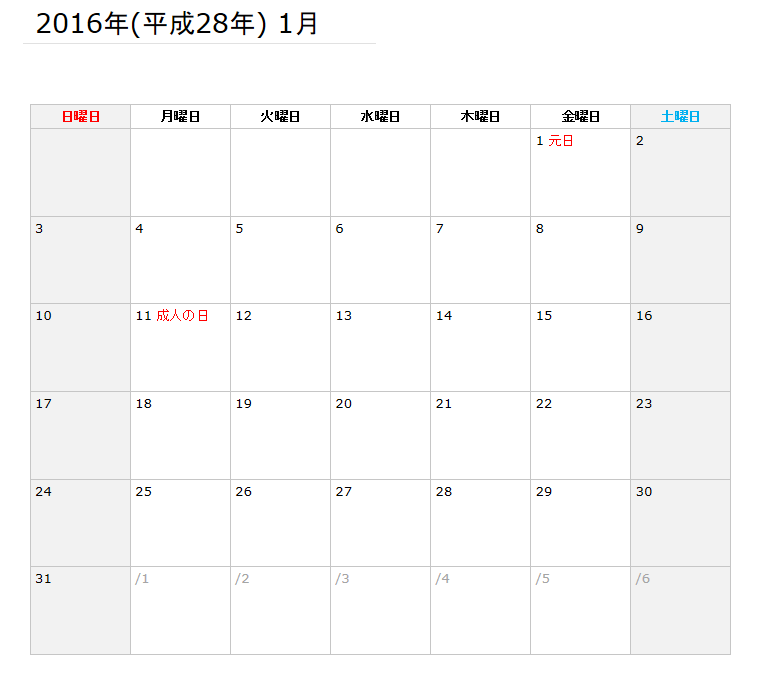 2016年(平成28年) 1月
日曜日 月曜日 火曜日 水曜日 木曜日 金曜日 土曜日
1 元日 2
3 4 5 6 7 8 9
10 11 成人の日 12 13 14 15 16
17 18 19 20 21 22 23
24 25 26 27 28 29 30
31 /1 /2 /3 /4 /5 /6